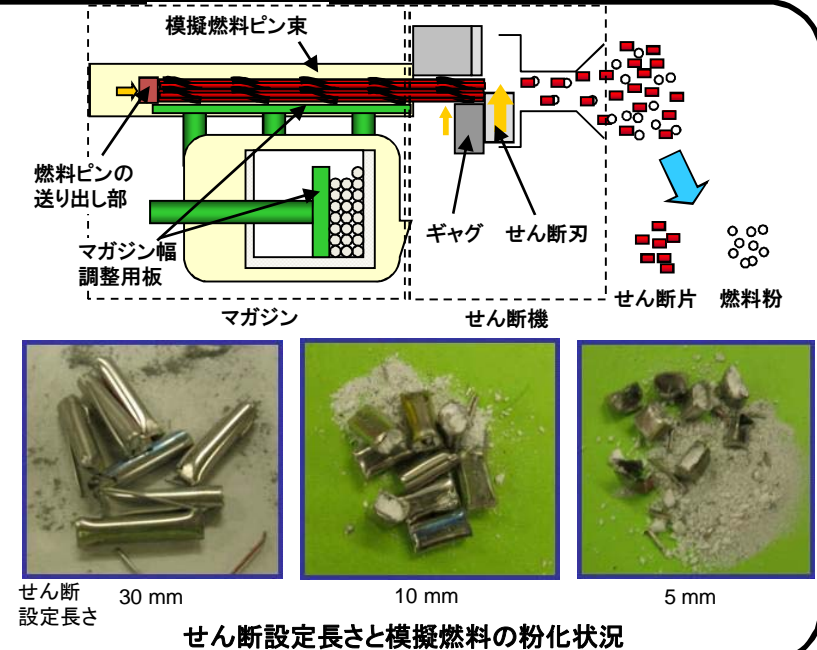 模擬燃料ピン束
燃料ピンの
送り出し部
マガジン幅
調整用板
ギャグ
せん断刃
せん断片
燃料粉
マガジン
せん断機
せん断
設定長さ
30 mm
10 mm
5 mm
せん断設定長さと模擬燃料の粉化状況